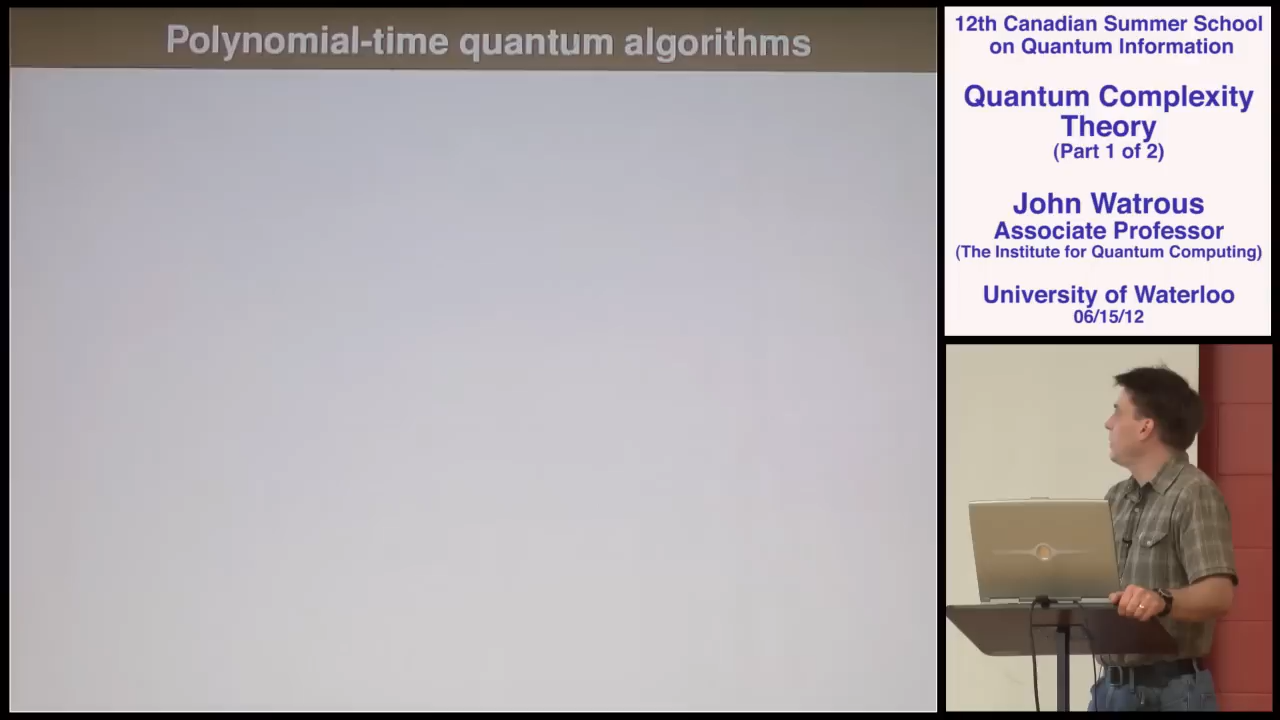 Polynomial-time quantum algorithms
12th Canadian Summer School
on Quantum Information
Quantum Complexity
Theory
(Part 1 of 2)
John Watrous
Associate Professor
(The Institute for Quantum Computing)
University of Waterloo
06/15/12